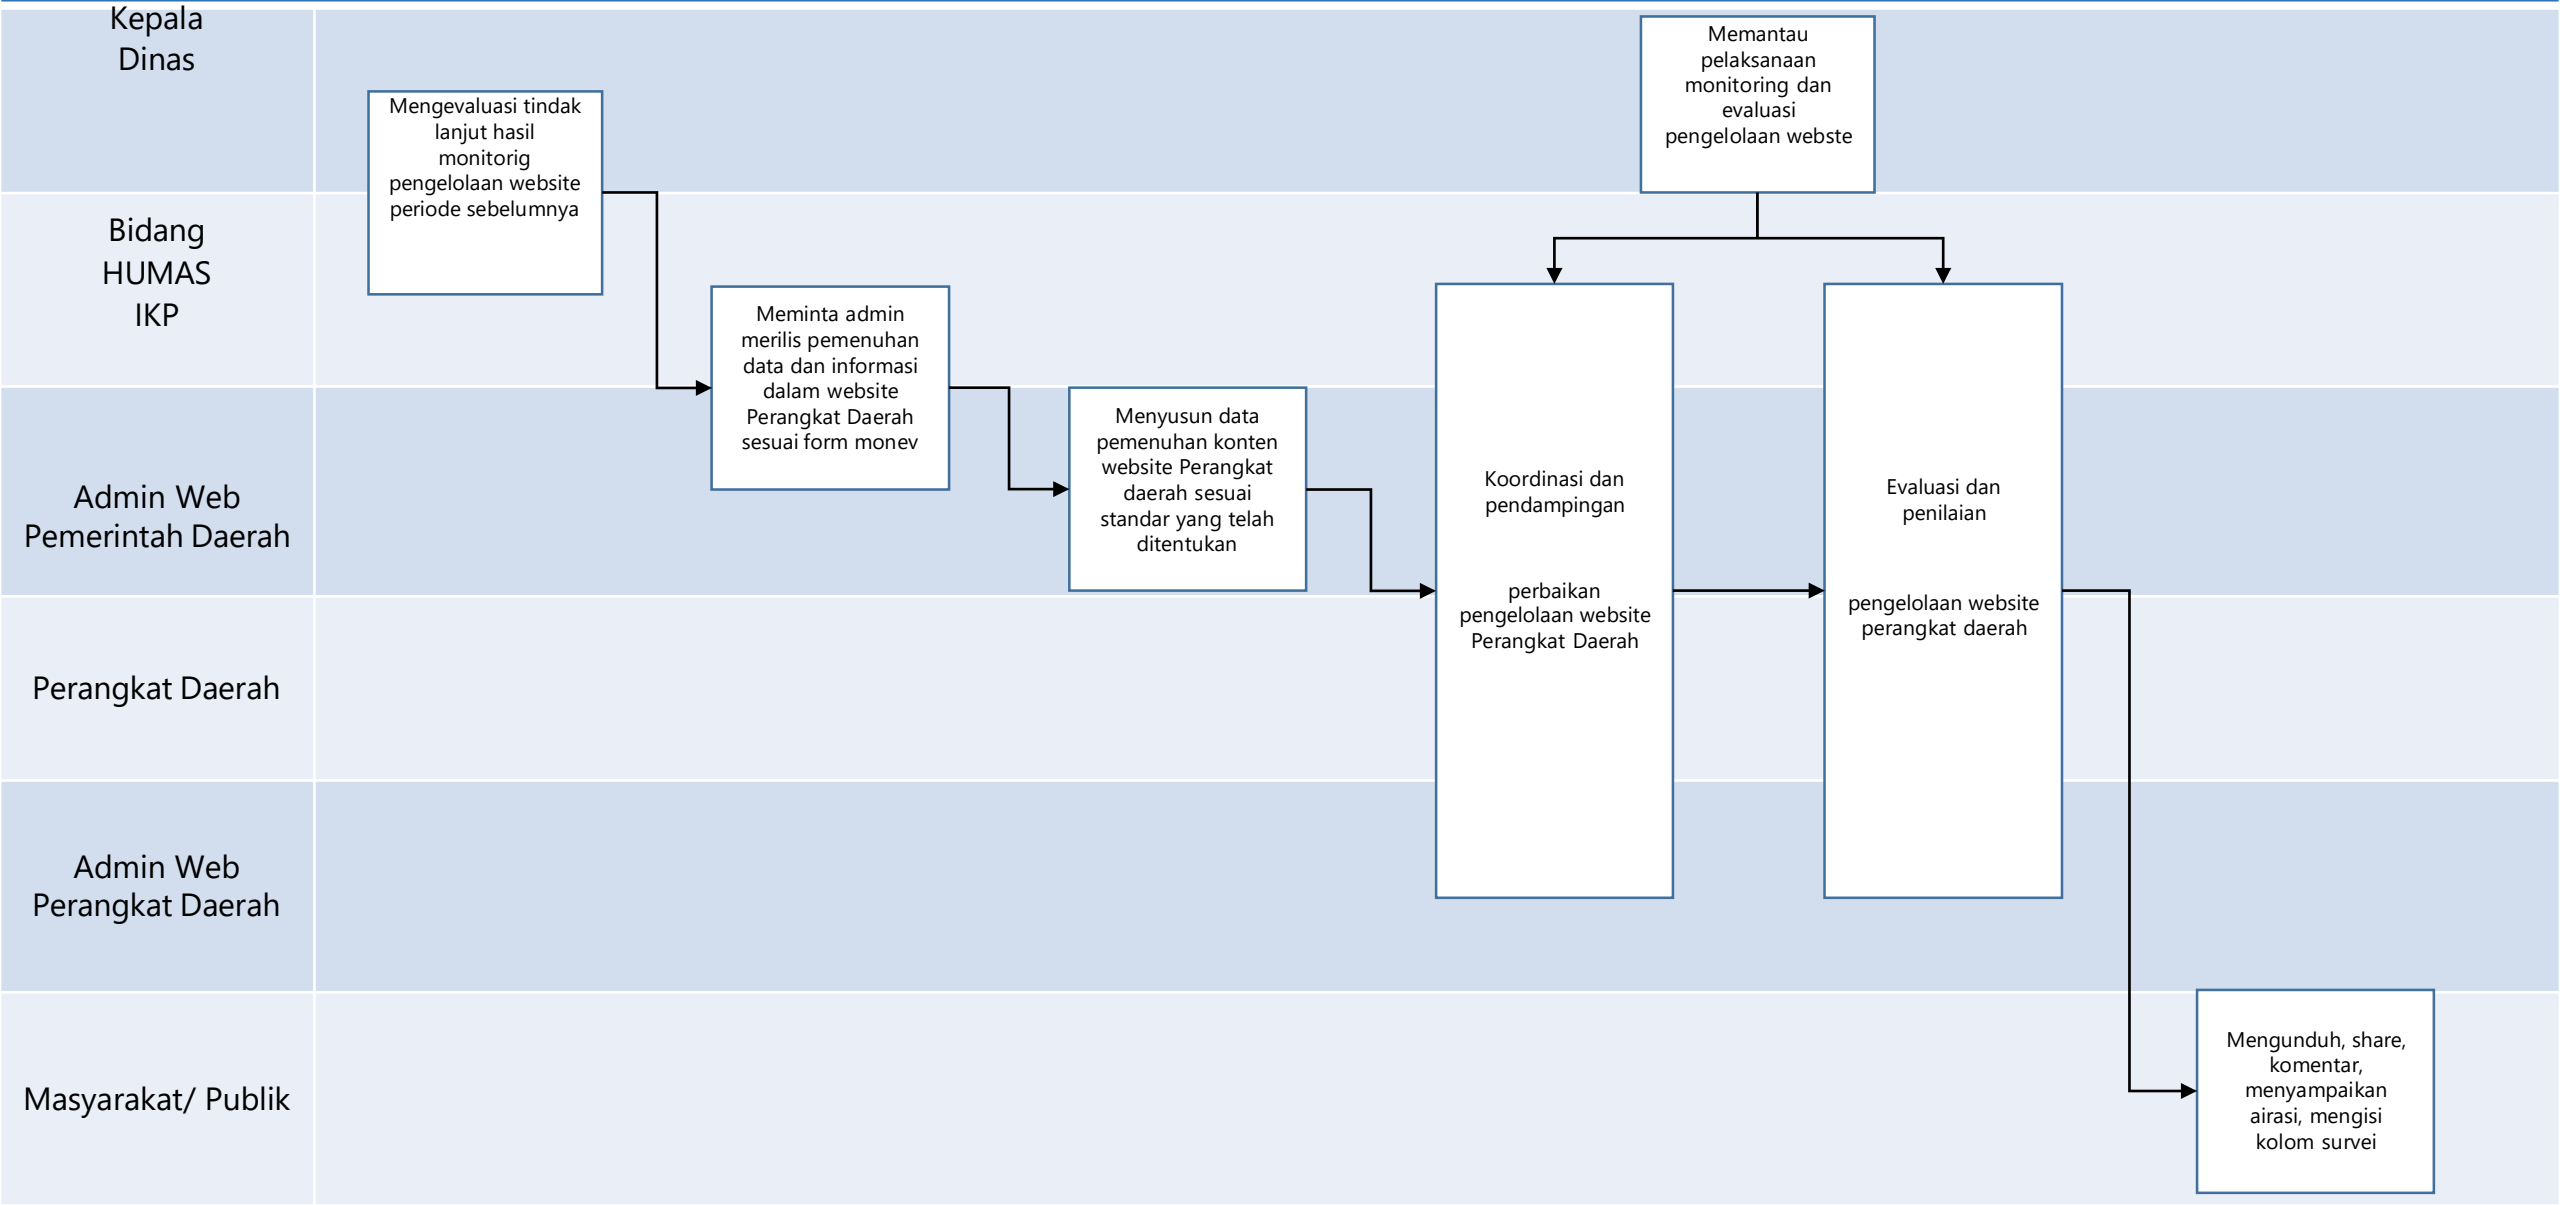 Kepala
Dinas
Memantau
pelaksanaan
monitoring dan
evaluasi
pengelolaan webste
Mengevaluasi tindak
lanjut hasil
monitorig
pengelolaan website
periode sebelumnya
Bidang
HUMAS
IKP
Meminta admin
merilis pemenuhan
data dan informasi
dalam website
Perangkat Daerah
sesuai form monev
Menyusun data
pemenuhan konten
website Perangkat
daerah sesuai
standar yang telah
ditentukan
Koordinasi dan
pendampingan
perbaikan
pengelolaan website
Perangkat Daerah
Evaluasi dan
penilaian
pengelolaan website
perangkat daerah
Admin Web
Pemerintah Daerah
Perangkat Daerah
Admin Web
Perangkat Daerah
Masyarakat/ Publik
Mengunduh, share,
komentar,
menyampaikan
airasi, mengisi
kolom survei